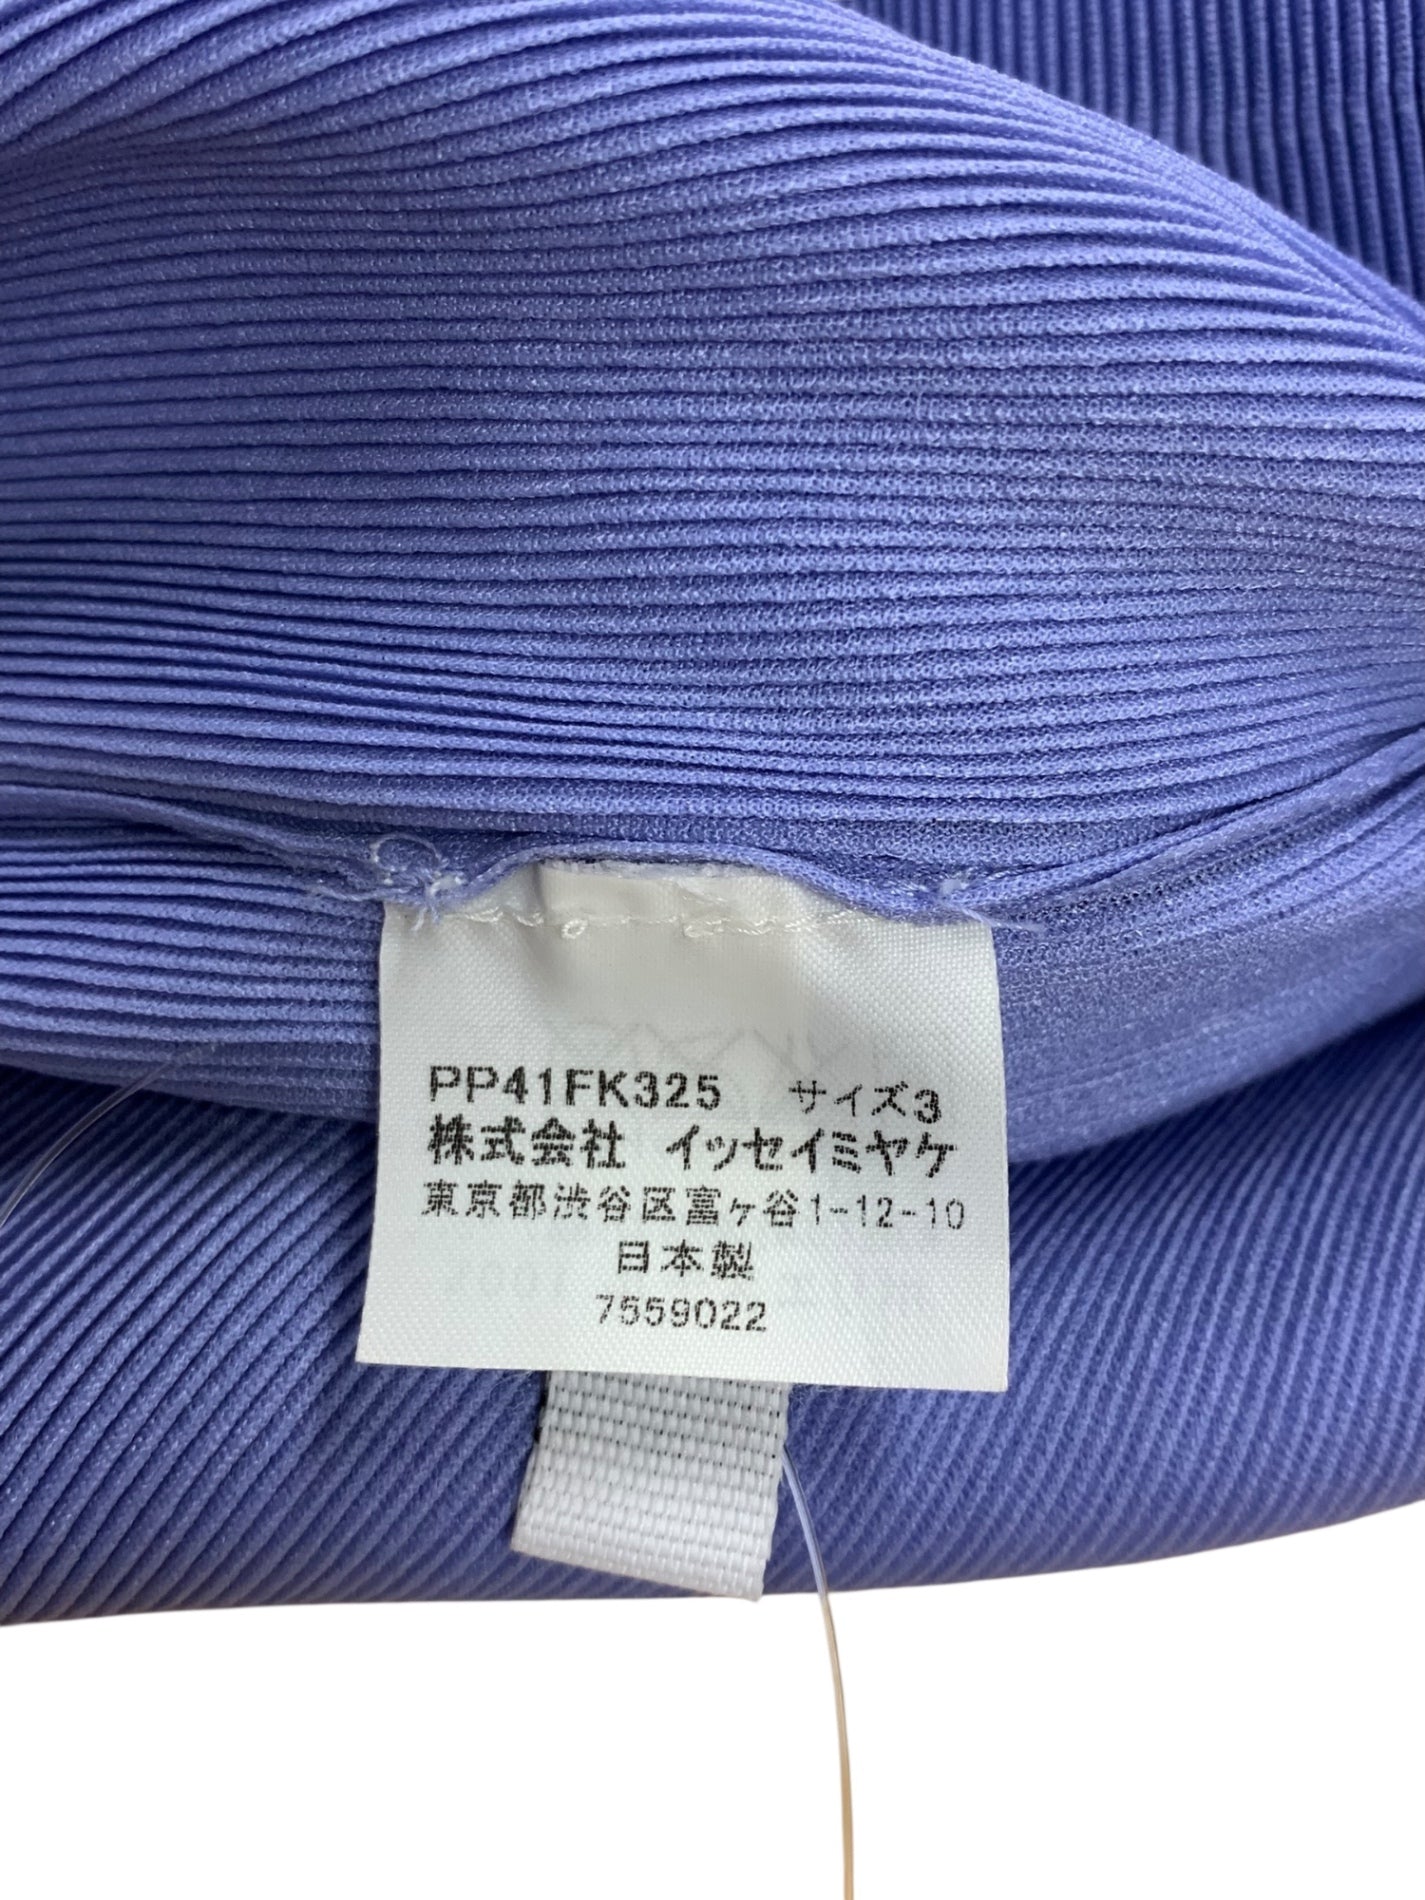 PP41FK325 サイズ3
株式会社 イッセイミヤケ
東京都渋谷区富ヶ谷1-12-10
日本製
7559022